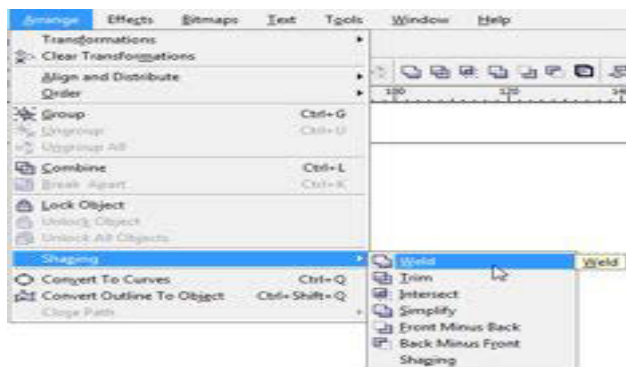 Arrange Effects Bitmaps Text Tools Window Help
Transformations
Clear Transformations
Align and Distribute
Order
100 120 140
Group Ctrl+G
Ungroup Ctrl+U
Ungroup All
Combine Ctrl+L
Break Apart Ctrl+K
Lock Object
Unlock Object
Unlock All Objects
Shaping
Weld Weld
Convert To Curves Ctrl+Q
Trim
Convert Outline To Object Ctrl+Shift+Q
Intersect
Close Path
Simplify
Front Minus Back
Back Minus Front
Shaping